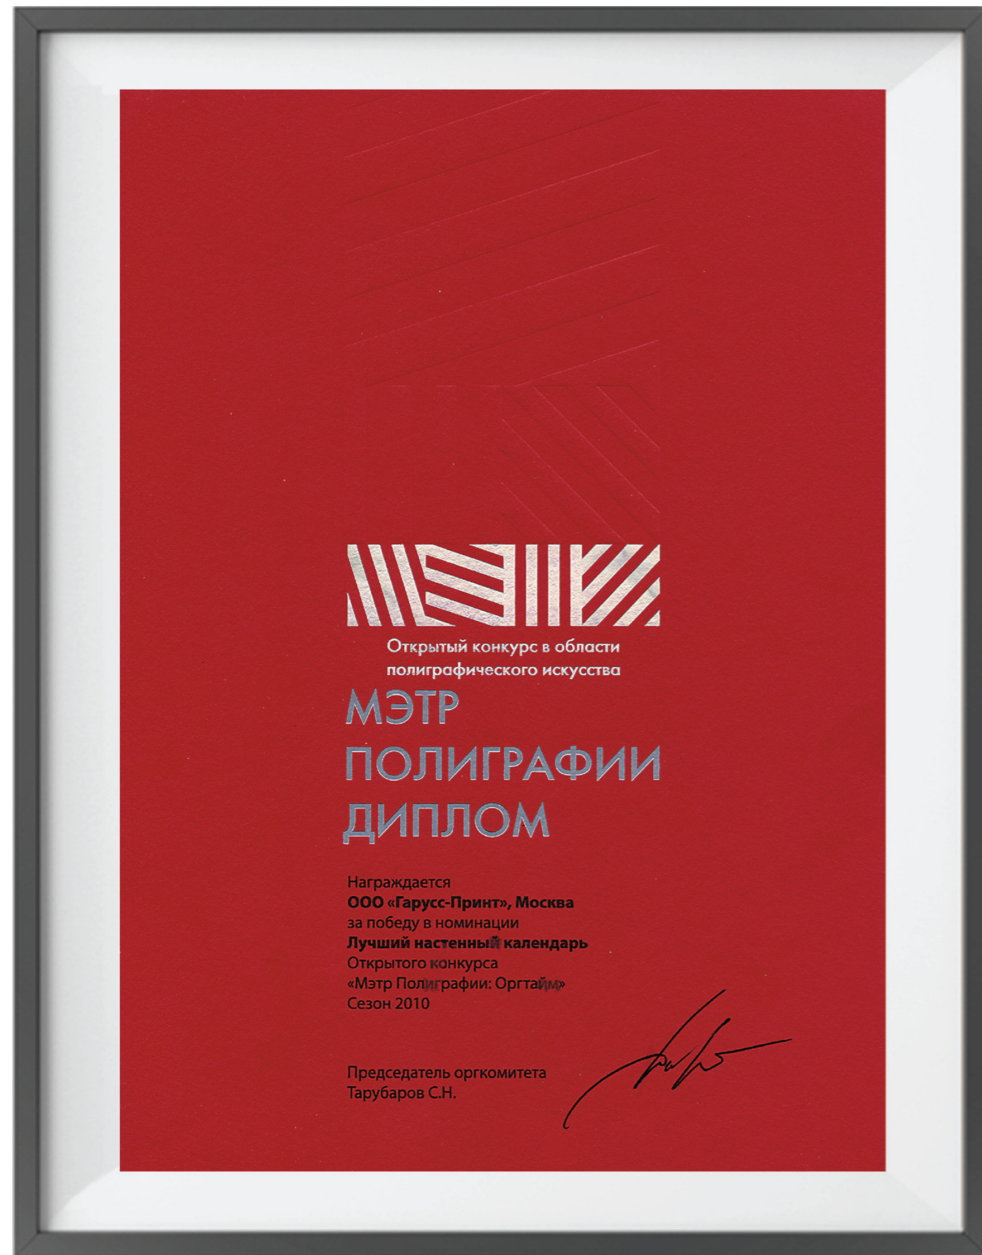 Открытый конкурс в области
полиграфического искусства
МЭТР
ПОЛИГРАФИИ
ДИПЛОМ
Награждается
ООО «Гарусс-Принт», Москва
за победу в номинации
Лучший настенный календарь
Открытого конкурса
«Мэтр Полиграфии: Оргтайм»
Сезон 2010
Председатель оргкомитета
Тарубаров С.Н.